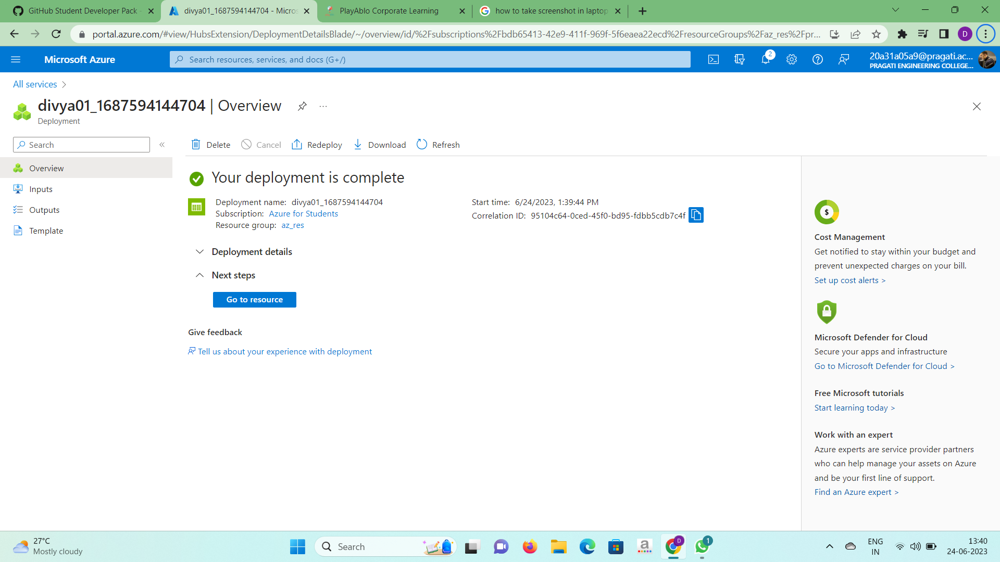 GitHub Student Developer Pack -
divya01_1687594144704 - Micros
PlayAblo Corporate Learning
how to take screenshot in laptop
portal.azure.com/#view/HubsExtension/DeploymentDetailsBlade/~/overview/id/%2Fsubscriptions%2Fbdb65413-42e9-411f-969f-5f6eaea22ecd%2FresourceGroups%2Faz_res%2Fpr...
D
Microsoft Azure
Search resources, services, and docs (G+/)
2
20a31a05a9@pragati.ac...
PRAGATI ENGINEERING COLLEGE...
All services
divya01_1687594144704 | Overview
...
Deployment
Search
«
Delete
Cancel
Redeploy
Download
Refresh
Overview
Inputs
Outputs
Template
Your deployment is complete
Deployment name: divya01_1687594144704
Subscription: Azure for Students
Resource group: az_res
Start time: 6/24/2023, 1:39:44 PM
Correlation ID: 95104c64-0ced-45f0-bd95-fdbb5cdb7c4f
Deployment details
Next steps
Go to resource
Give feedback
Tell us about your experience with deployment
$
Cost Management
Get notified to stay within your budget and
prevent unexpected charges on your bill.
Set up cost alerts >
Microsoft Defender for Cloud
Secure your apps and infrastructure
Go to Microsoft Defender for Cloud >
Free Microsoft tutorials
Start learning today >
Work with an expert
Azure experts are service provider partners
who can help manage your assets on Azure
and be your first line of support.
Find an Azure expert >
27°C
Mostly cloudy
Search
a
D
1
ENG
IN
13:40
24-06-2023